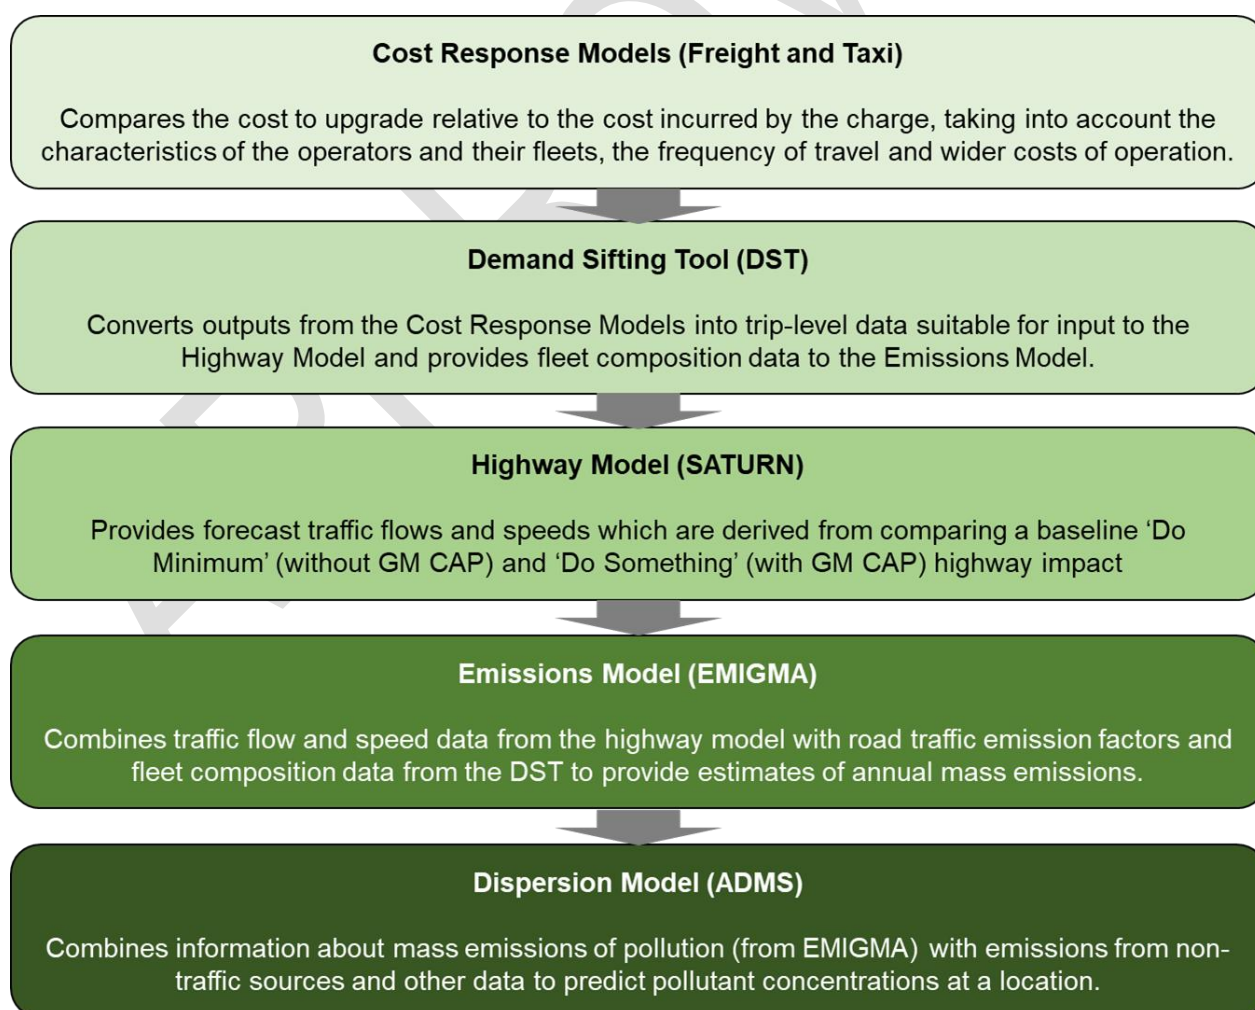 Cost Response Models (Freight and Taxi)
Compares the cost to upgrade relative to the cost incurred by the charge, taking into account the
characteristics of the operators and their fleets, the frequency of travel and wider costs of operation.
Demand Sifting Tool (DST)
Converts outputs from the Cost Response Models into trip-level data suitable for input to the
Highway Model and provides fleet composition data to the Emissions Model.
Highway Model (SATURN)
Provides forecast traffic flows and speeds which are derived from comparing a baseline ‘Do
Minimum’ (without GM CAP) and ‘Do Something’ (with GM CAP) highway impact
Emissions Model (EMIGMA)
Combines traffic flow and speed data from the highway model with road traffic emission factors and
fleet composition data from the DST to provide estimates of annual mass emissions.
Dispersion Model (ADMS)
Combines information about mass emissions of pollution (from EMIGMA) with emissions from non-
traffic sources and other data to predict pollutant concentrations at a location.